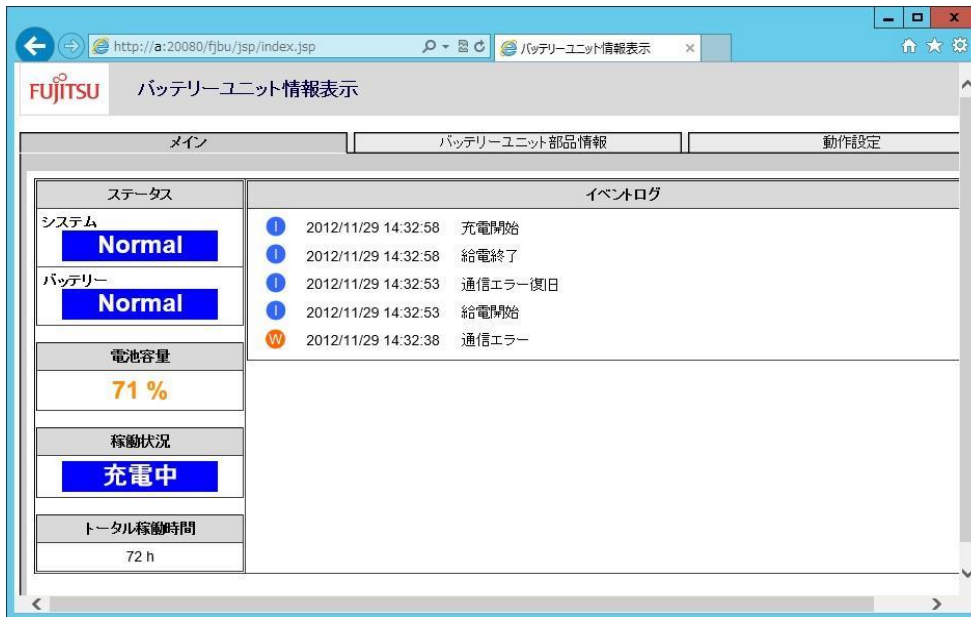 http://a:20080/fjbu/jsp/index.jsp
バッテリーユニット情報表示
FUJITSU
バッテリーユニット情報表示
メイン
バッテリーユニット部品情報
動作設定
ステータス
イベントログ
システム
Normal
バッテリー
Normal
電池容量
71 %
稼働状況
充電中
トータル稼働時間
72 h
I 2012/11/29 14:32:58 充電開始
I 2012/11/29 14:32:58 給電終了
I 2012/11/29 14:32:53 通信エラー復旧
I 2012/11/29 14:32:53 給電開始
W 2012/11/29 14:32:38 通信エラー